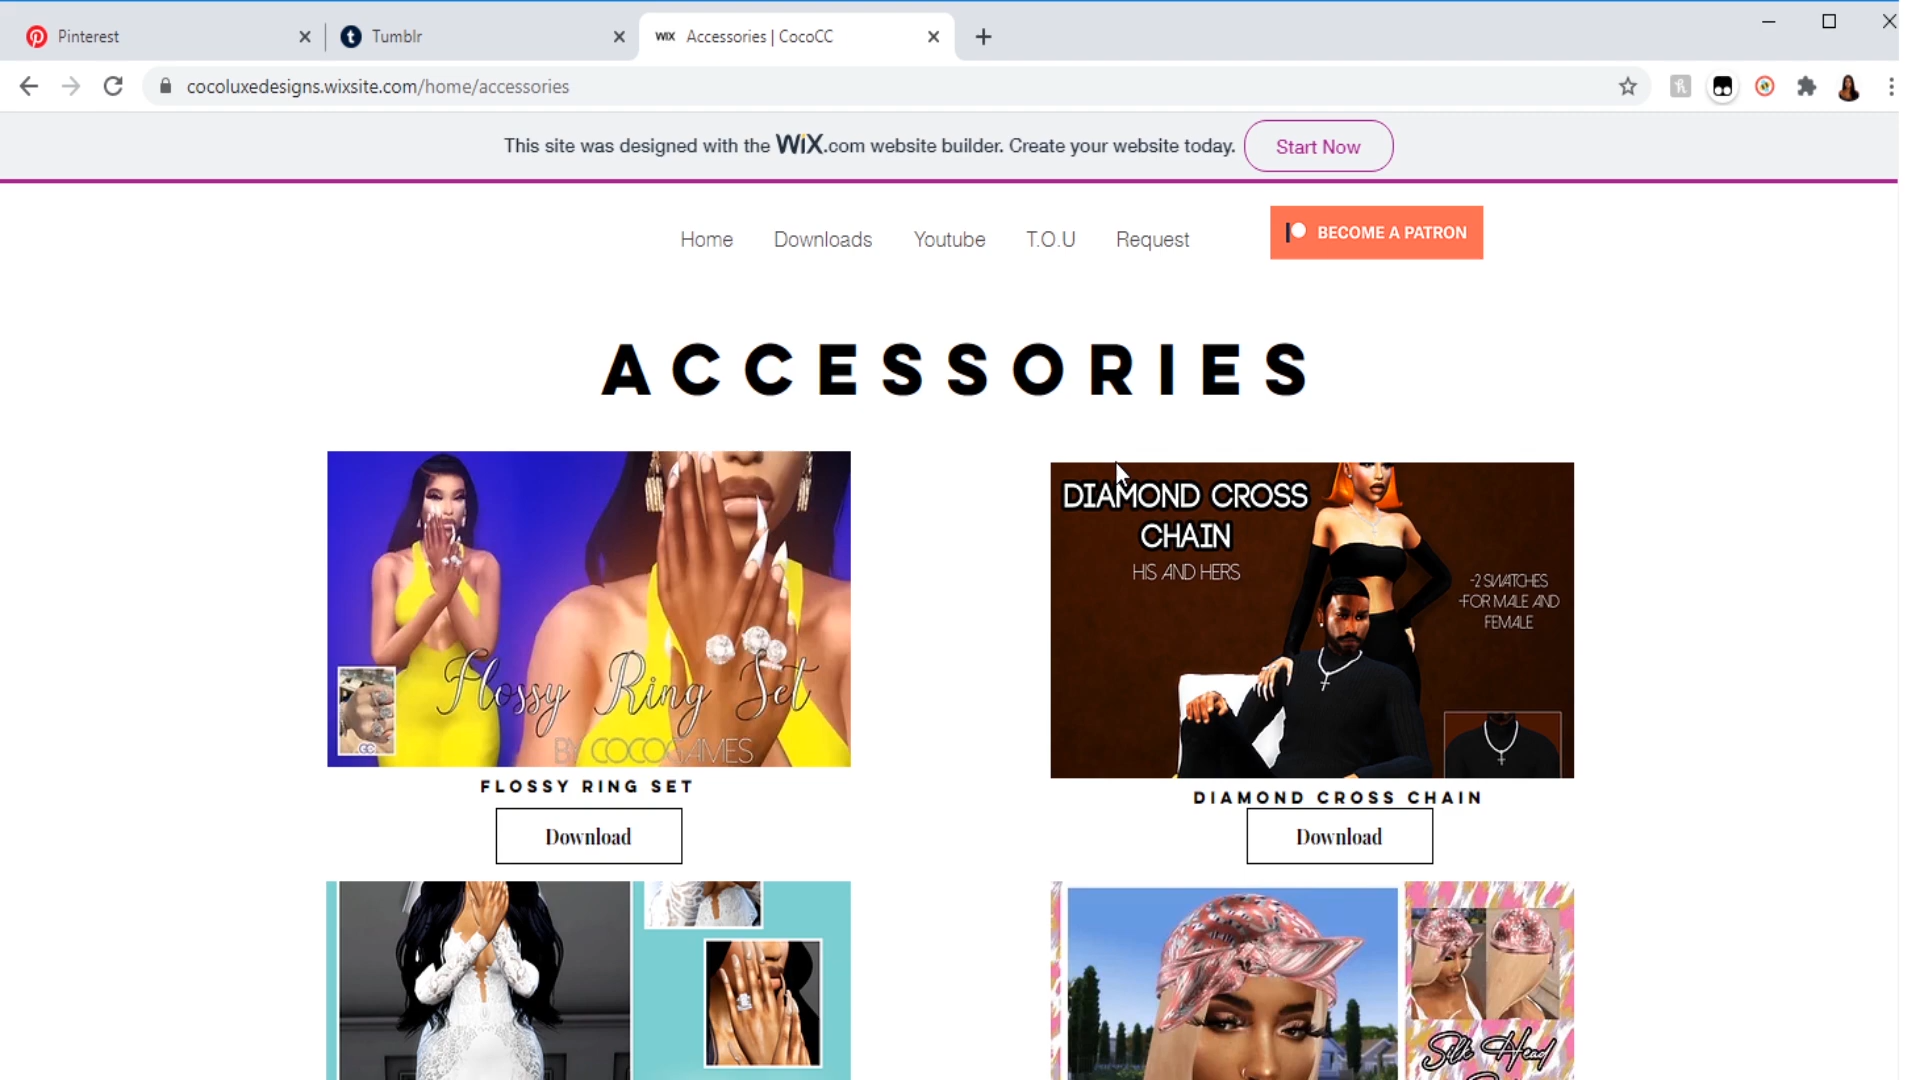 Pinterest
Tumblr
WIX Accessories | CocoCC
cocoluxedesigns.wixsite.com/home/accessories
This site was designed with the WiX.com website builder. Create your website today.
Start Now
Home
Downloads
Youtube
T.O.U
Request
BECOME A PATRON
ACCESSORIES
Flossy Ring Set
BY COCOGAMES
FLOSSY RING SET
Download
DIAMOND CROSS
CHAIN
HIS AND HERS
-2 SWATCHES
-FOR MALE AND
FEMALE
DIAMOND CROSS CHAIN
Download
Silk Head